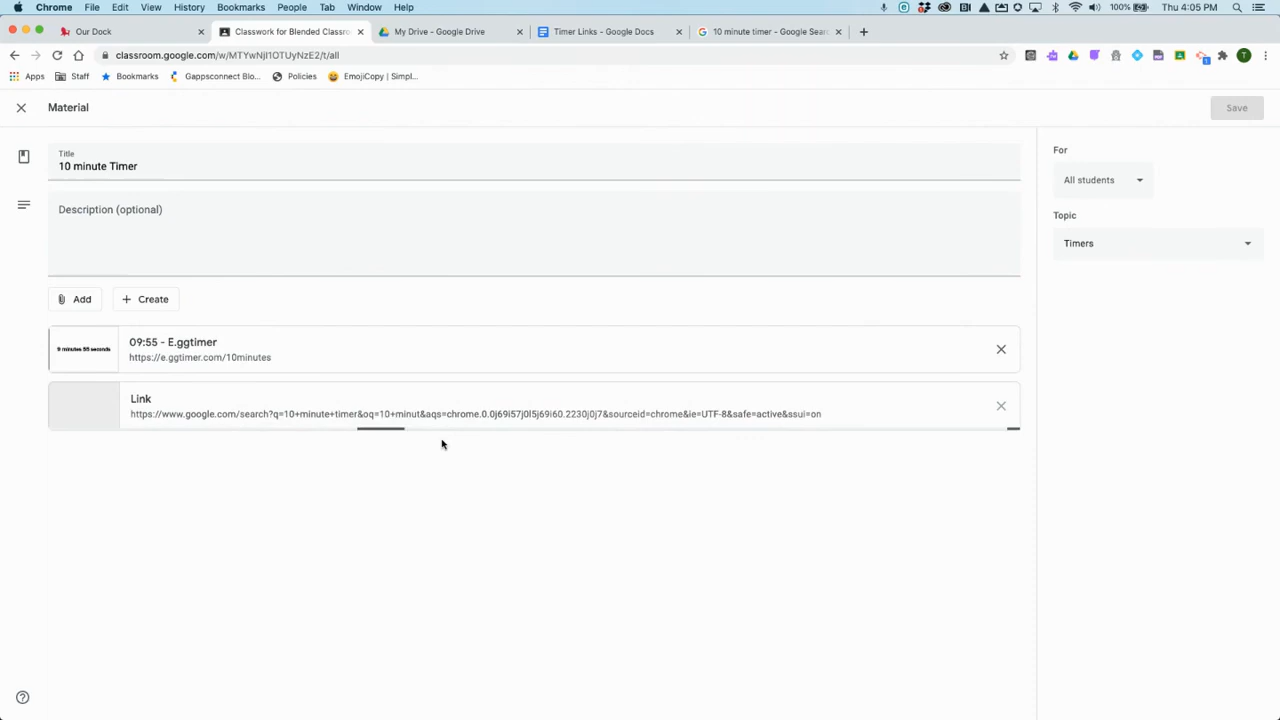 Chrome File Edit View History Bookmarks People Tab Window Help 100% Thu 4:05 PM
Our Dock Classwork for Blended Classro My Drive - Google Drive Timer Links - Google Docs 10 minute timer - Google Sear
classroom.google.com/w/MTYwNjI1OTUyNzE2/t/all
Apps Staff Bookmarks Gappsconnect Blo... Policies EmojiCopy | Simpl...
Material
Save
Title
10 minute Timer
Description (optional)
For
All students
Topic
Timers
Add Create
9 minutes 55 seconds
09:55 - E.ggtimer
https://e.ggtimer.com/10minutes
Link
https://www.google.com/search?q=10+minute+timer&oq=10+minut&aqs=chrome.0.0j69i57j0l5j69i60.2230j0j7&sourceid=chrome&ie=UTF-8&safe=active&ssui=on